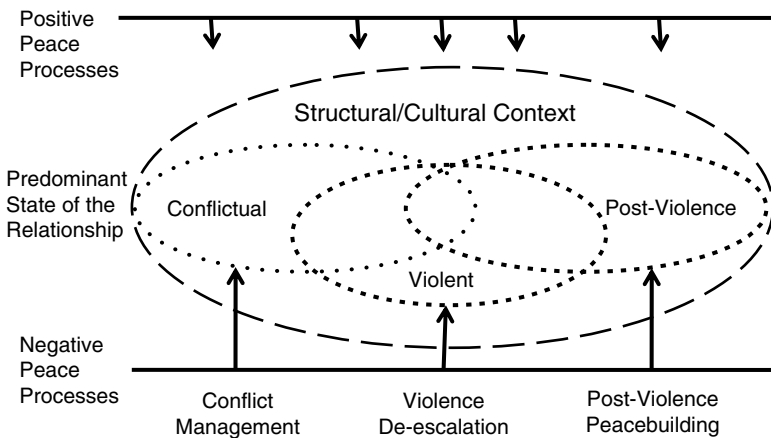 Positive
Peace
Processes
Structural/Cultural Context
Predominant
State of the
Relationship
Conflictual
Post-Violence
Violent
Negative
Peace
Processes
Conflict
Management
Violence
De-escalation
Post-Violence
Peacebuilding